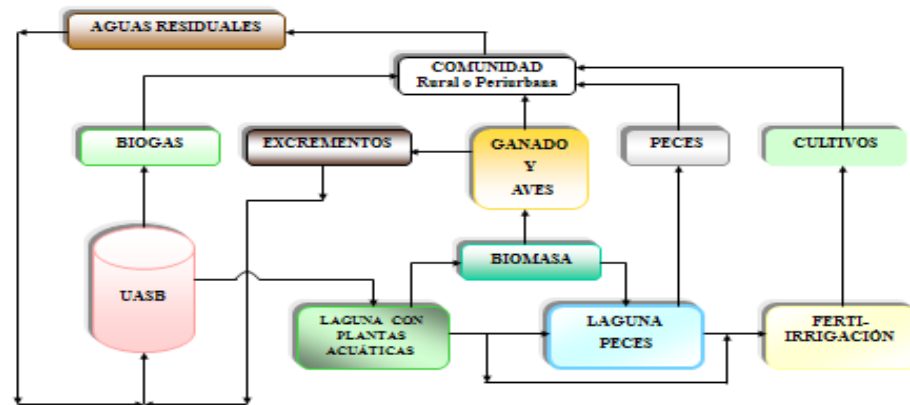 AGUAS RESIDUALES
COMUNIDAD
Rural o Periurbana
BIOGAS
EXCREMENTOS
GANADO
Y
AVES
PECES
CULTIVOS
BIOMASA
UASB
LAGUNA CON
PLANTAS
ACUÁTICAS
LAGUNA
PECES
FERTI-
IRRIGACIÓN